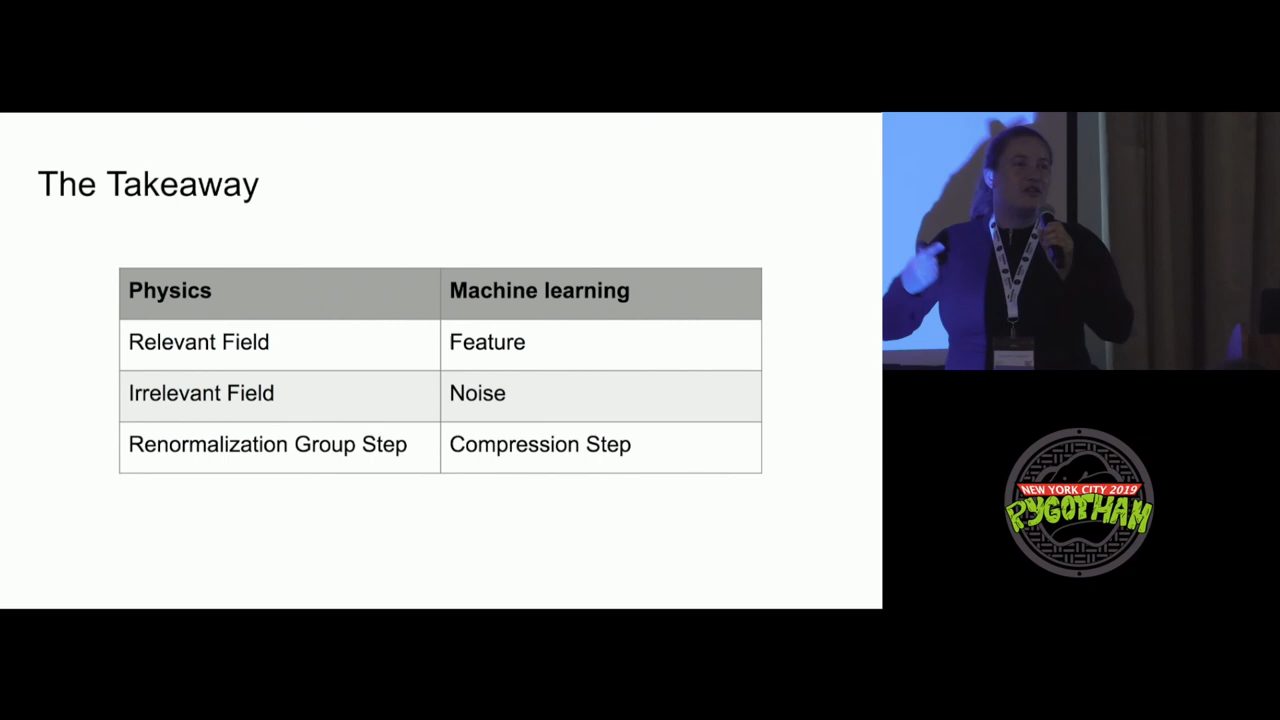 The Takeaway
Physics Machine learning
Relevant Field Feature
Irrelevant Field Noise
Renormalization Group Step Compression Step
NEW YORK CITY 2019
PYGOTHAM